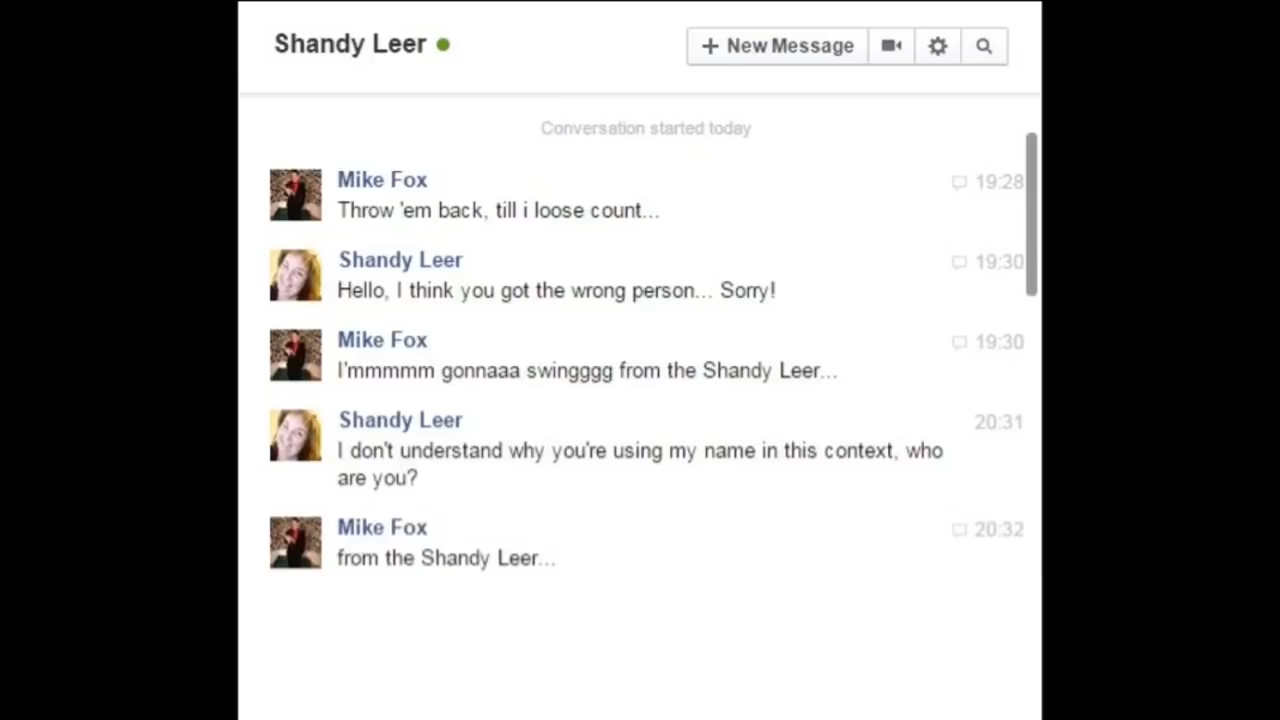 Shandy Leer
+ New Message
Conversation started today
Mike Fox
19:28
Throw 'em back, till i loose count...
Shandy Leer
19:30
Hello, I think you got the wrong person... Sorry!
Mike Fox
19:30
I'mmmmm gonnaaa swingggg from the Shandy Leer...
Shandy Leer
20:31
I don't understand why you're using my name in this context, who
are you?
Mike Fox
20:32
from the Shandy Leer...